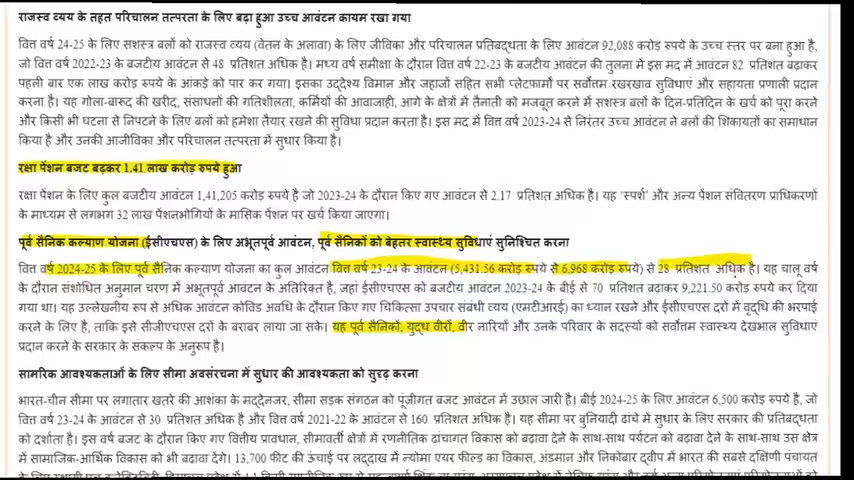 राजस्व व्यय के तहत परिचालन तत्परता के लिए बढ़ा हुआ उच्च आवंटन कायम रखा गया
वित्त वर्ष 24-25 के लिए सशस्त्र बलों को राजस्व व्यय (वेतन के अलावा) के लिए जीविका और परिचालन प्रतिबद्धता के लिए आवंटन 92,088 करोड़ रुपये के उच्च स्तर पर बना हुआ है,
जो वित्त वर्ष 2022-23 के बजटीय आवंटन से 48 प्रतिशत अधिक है। मध्य वर्ष समीक्षा के दौरान वित्त वर्ष 22-23 के बजटीय आवंटन की तुलना में इस मद में आवंटन 82 प्रतिशत बढ़ाकर
पहली बार एक लाख करोड़ रुपये के आंकड़े को पार कर गया। इसका उद्देश्य विमान और जहाजों सहित सभी प्लेटफार्मों पर सर्वोत्तम रखरखाव सुविधाएं और सहायता प्रणाली प्रदान
करना है। यह गोला-बारुद की खरीद, संसाधनों की गतिशीलता, कर्मियों की आवाजाही, आगे के क्षेत्रों में तैनाती को मजबूत करने में सशस्त्र बलों के दिन-प्रतिदिन के खर्च को पूरा करने
और किसी भी घटना से निपटने के लिए बलों को हमेशा तैयार रखने की सुविधा प्रदान करता है। इस मद में वित्त वर्ष 2023-24 से निरंतर उच्च आवंटन ने बलों की शिकायतों का समाधान
किया है और उनकी आजीविका और परिचालन तत्परता में सुधार किया है।
रक्षा पेंशन बजट बढ़कर 1.41 लाख करोड़ रुपये हुआ
रक्षा पेंशन के लिए कुल बजटीय आवंटन 1,41,205 करोड़ रुपये है जो 2023-24 के दौरान किए गए आवंटन से 2.17 प्रतिशत अधिक है। यह 'स्पर्श' और अन्य पेंशन संवितरण प्राधिकरणों
के माध्यम से लगभग 32 लाख पेंशनभोगियों के मासिक पेंशन पर खर्च किया जाएगा।
पूर्व सैनिक कल्याण योजना (ईसीएचएस) के लिए अभूतपूर्व आवंटन, पूर्व सैनिकों को बेहतर स्वास्थ्य सुविधाएं सुनिश्चित करना
वित्त वर्ष 2024-25 के लिए पूर्व सैनिक कल्याण योजना का कुल आवंटन वित्त वर्ष 23-24 के आवंटन (5,431.56 करोड़ रुपये से 6,968 करोड़ रुपये) से 28 प्रतिशत अधिक है। यह चालू वर्ष
के दौरान संशोधित अनुमान चरण में अभूतपूर्व आवंटन के अतिरिक्त है, जहां ईसीएचएस को बजटीय आवंटन 2023-24 के बीई से 70 प्रतिशत बढ़ाकर 9,221.50 करोड़ रुपये कर दिया
गया था। यह उल्लेखनीय रूप से अधिक आवंटन कोविड अवधि के दौरान किए गए चिकित्सा उपचार संबंधी व्यय (एमटीआरई) का ध्यान रखने और ईसीएचएस दरों में वृद्धि की भरपाई
करने के लिए है, ताकि इसे सीजीएचएस दरों के बराबर लाया जा सके। यह पूर्व सैनिकों, युद्ध वीरों, वीर नारियों और उनके परिवार के सदस्यों को सर्वोत्तम स्वास्थ्य देखभाल सुविधाएं
प्रदान करने के सरकार के संकल्प के अनुरूप है।
सामरिक आवश्यकताओं के लिए सीमा अवसंरचना में सुधार की आवश्यकता को सुदृढ़ करना
भारत-चीन सीमा पर लगातार खतरे की आशंका के मद्देनजर, सीमा सड़क संगठन को पूंजीगत बजट आवंटन में उछाल जारी है। बीई 2024-25 के लिए आवंटन 6,500 करोड़ रुपये है, जो
वित्त वर्ष 23-24 के आवंटन से 30 प्रतिशत अधिक है और वित्त वर्ष 2021-22 के आवंटन से 160 प्रतिशत अधिक है। यह सीमा पर बुनियादी ढांचे में सुधार के लिए सरकार की प्रतिबद्धता
को दर्शाता है। इस वर्ष बजट के दौरान किए गए वित्तीय प्रावधान, सीमावर्ती क्षेत्रों में रणनीतिक ढांचागत विकास को बढ़ावा देने के साथ-साथ पर्यटन को बढ़ावा देने के साथ-साथ उस क्षेत्र
में सामाजिक-आर्थिक विकास को भी बढ़ावा देंगे। 13,700 फीट की ऊंचाई पर लद्दाख में न्योमा एयर फील्ड का विकास, अंडमान और निकोबार द्वीप में भारत की सबसे दक्षिणी पंचायत